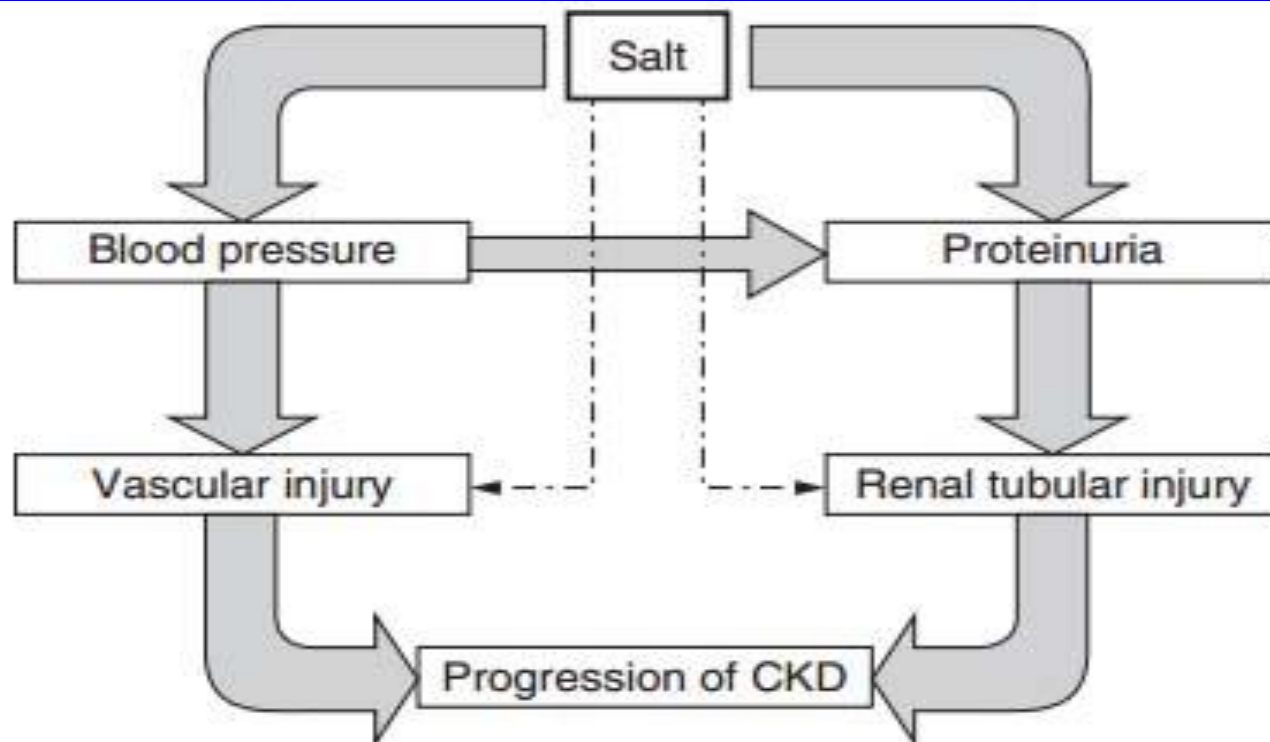 Salt
Blood pressure
Proteinuria
Vascular injury
Renal tubular injury
Progression of CKD